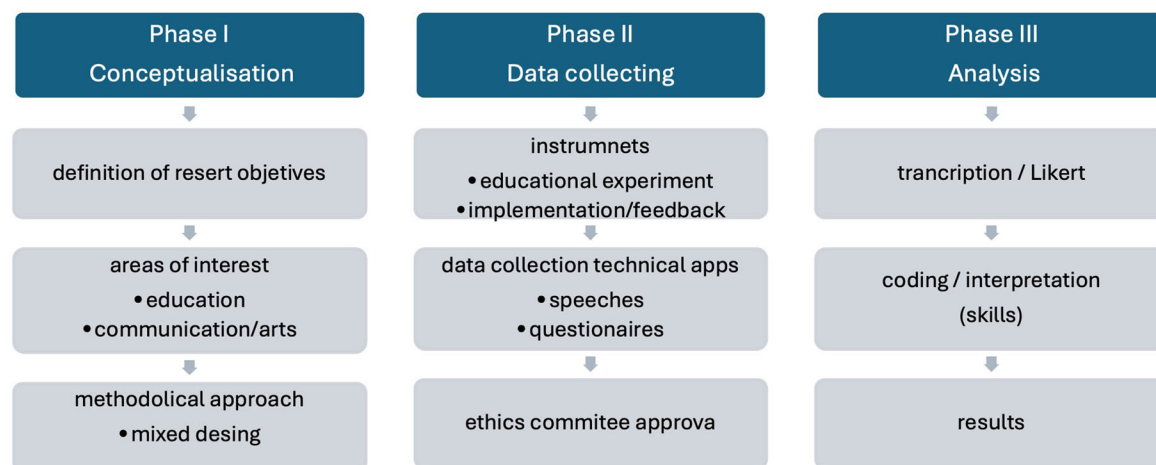 Phase I
Conceptualisation
definition of resert objetives
areas of interest
• education
• communication/arts
methodolical approach
• mixed desing
Phase II
Data collecting
instrumnets
• educational experiment
• implementation/feedback
data collection technical apps
• speeches
• questionaires
ethics commitee approva
Phase III
Analysis
trancription / Likert
coding / interpretation
(skills)
results